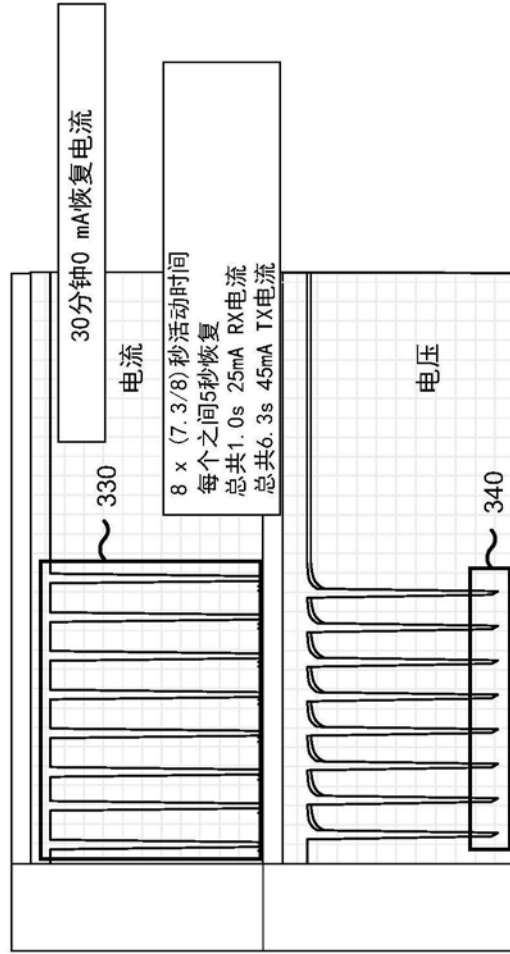 30分钟0 mA恢复电流
电流
330
8 x (7.3/8)秒活动时间
每个之间5秒恢复
总共1.0s 25mA RX电流
总共6.3s 45mA TX电流
电压
340